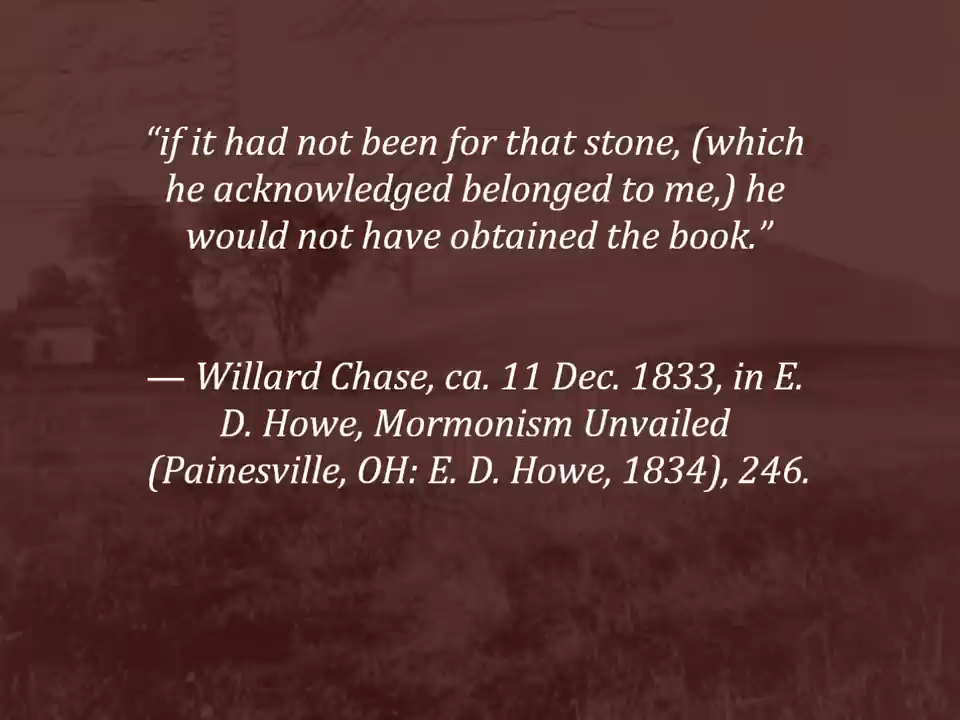 “if it had not been for that stone, (which
he acknowledged belonged to me,) he
would not have obtained the book.”
— Willard Chase, ca. 11 Dec. 1833, in E.
D. Howe, Mormonism Unvailed
(Painesville, OH: E. D. Howe, 1834), 246.